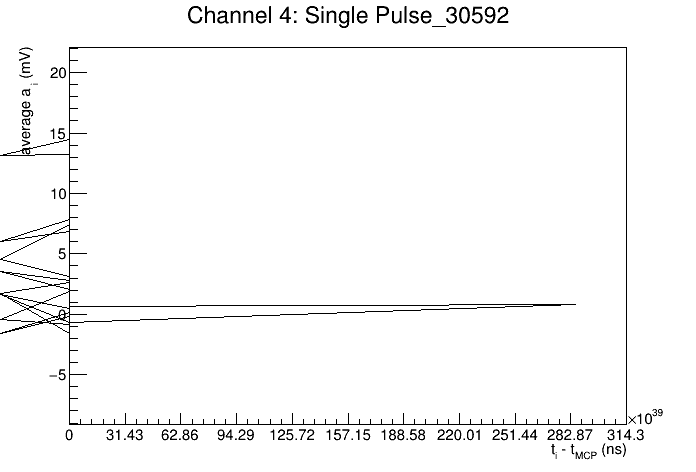 Channel 4: Single Pulse_30592
average a i (mV)
20
15
10
5
0
−5
0 31.43 62.86 94.29 125.72 157.15 188.58 220.01 251.44 282.87 314.3
×10^39
t_i - t_MCP (ns)